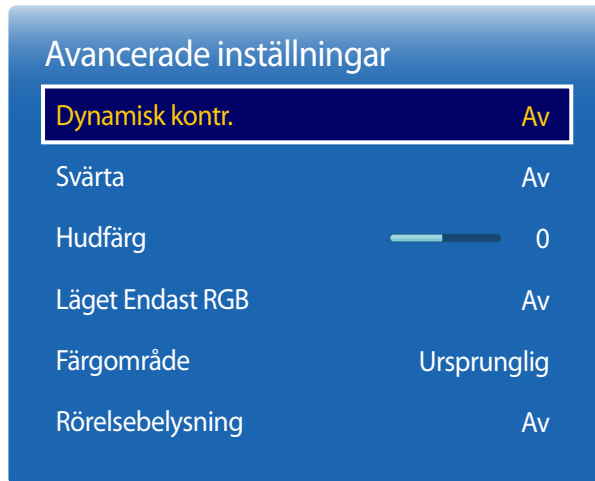 Avancerade inställningar
Dynamisk kontr. Av
Svärta Av
Hudfärg 0
Läget Endast RGB Av
Färgområde Ursprunglig
Rörelsebelysning Av